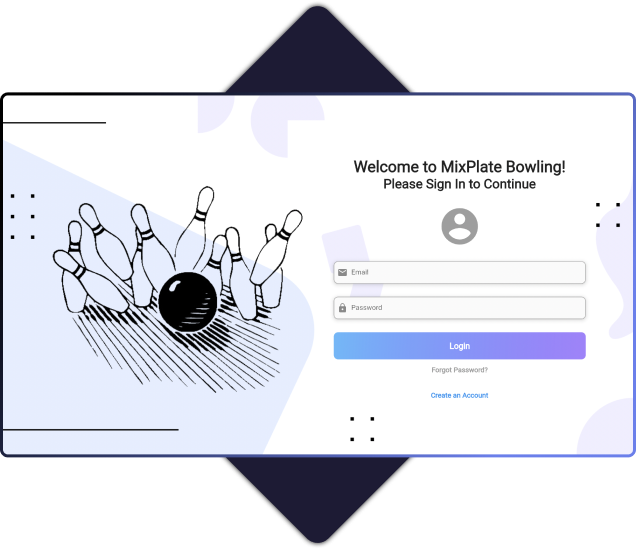 Welcome to MixPlate Bowling!
Please Sign In to Continue
Email
Password
Login
Forgot Password?
Create an Account